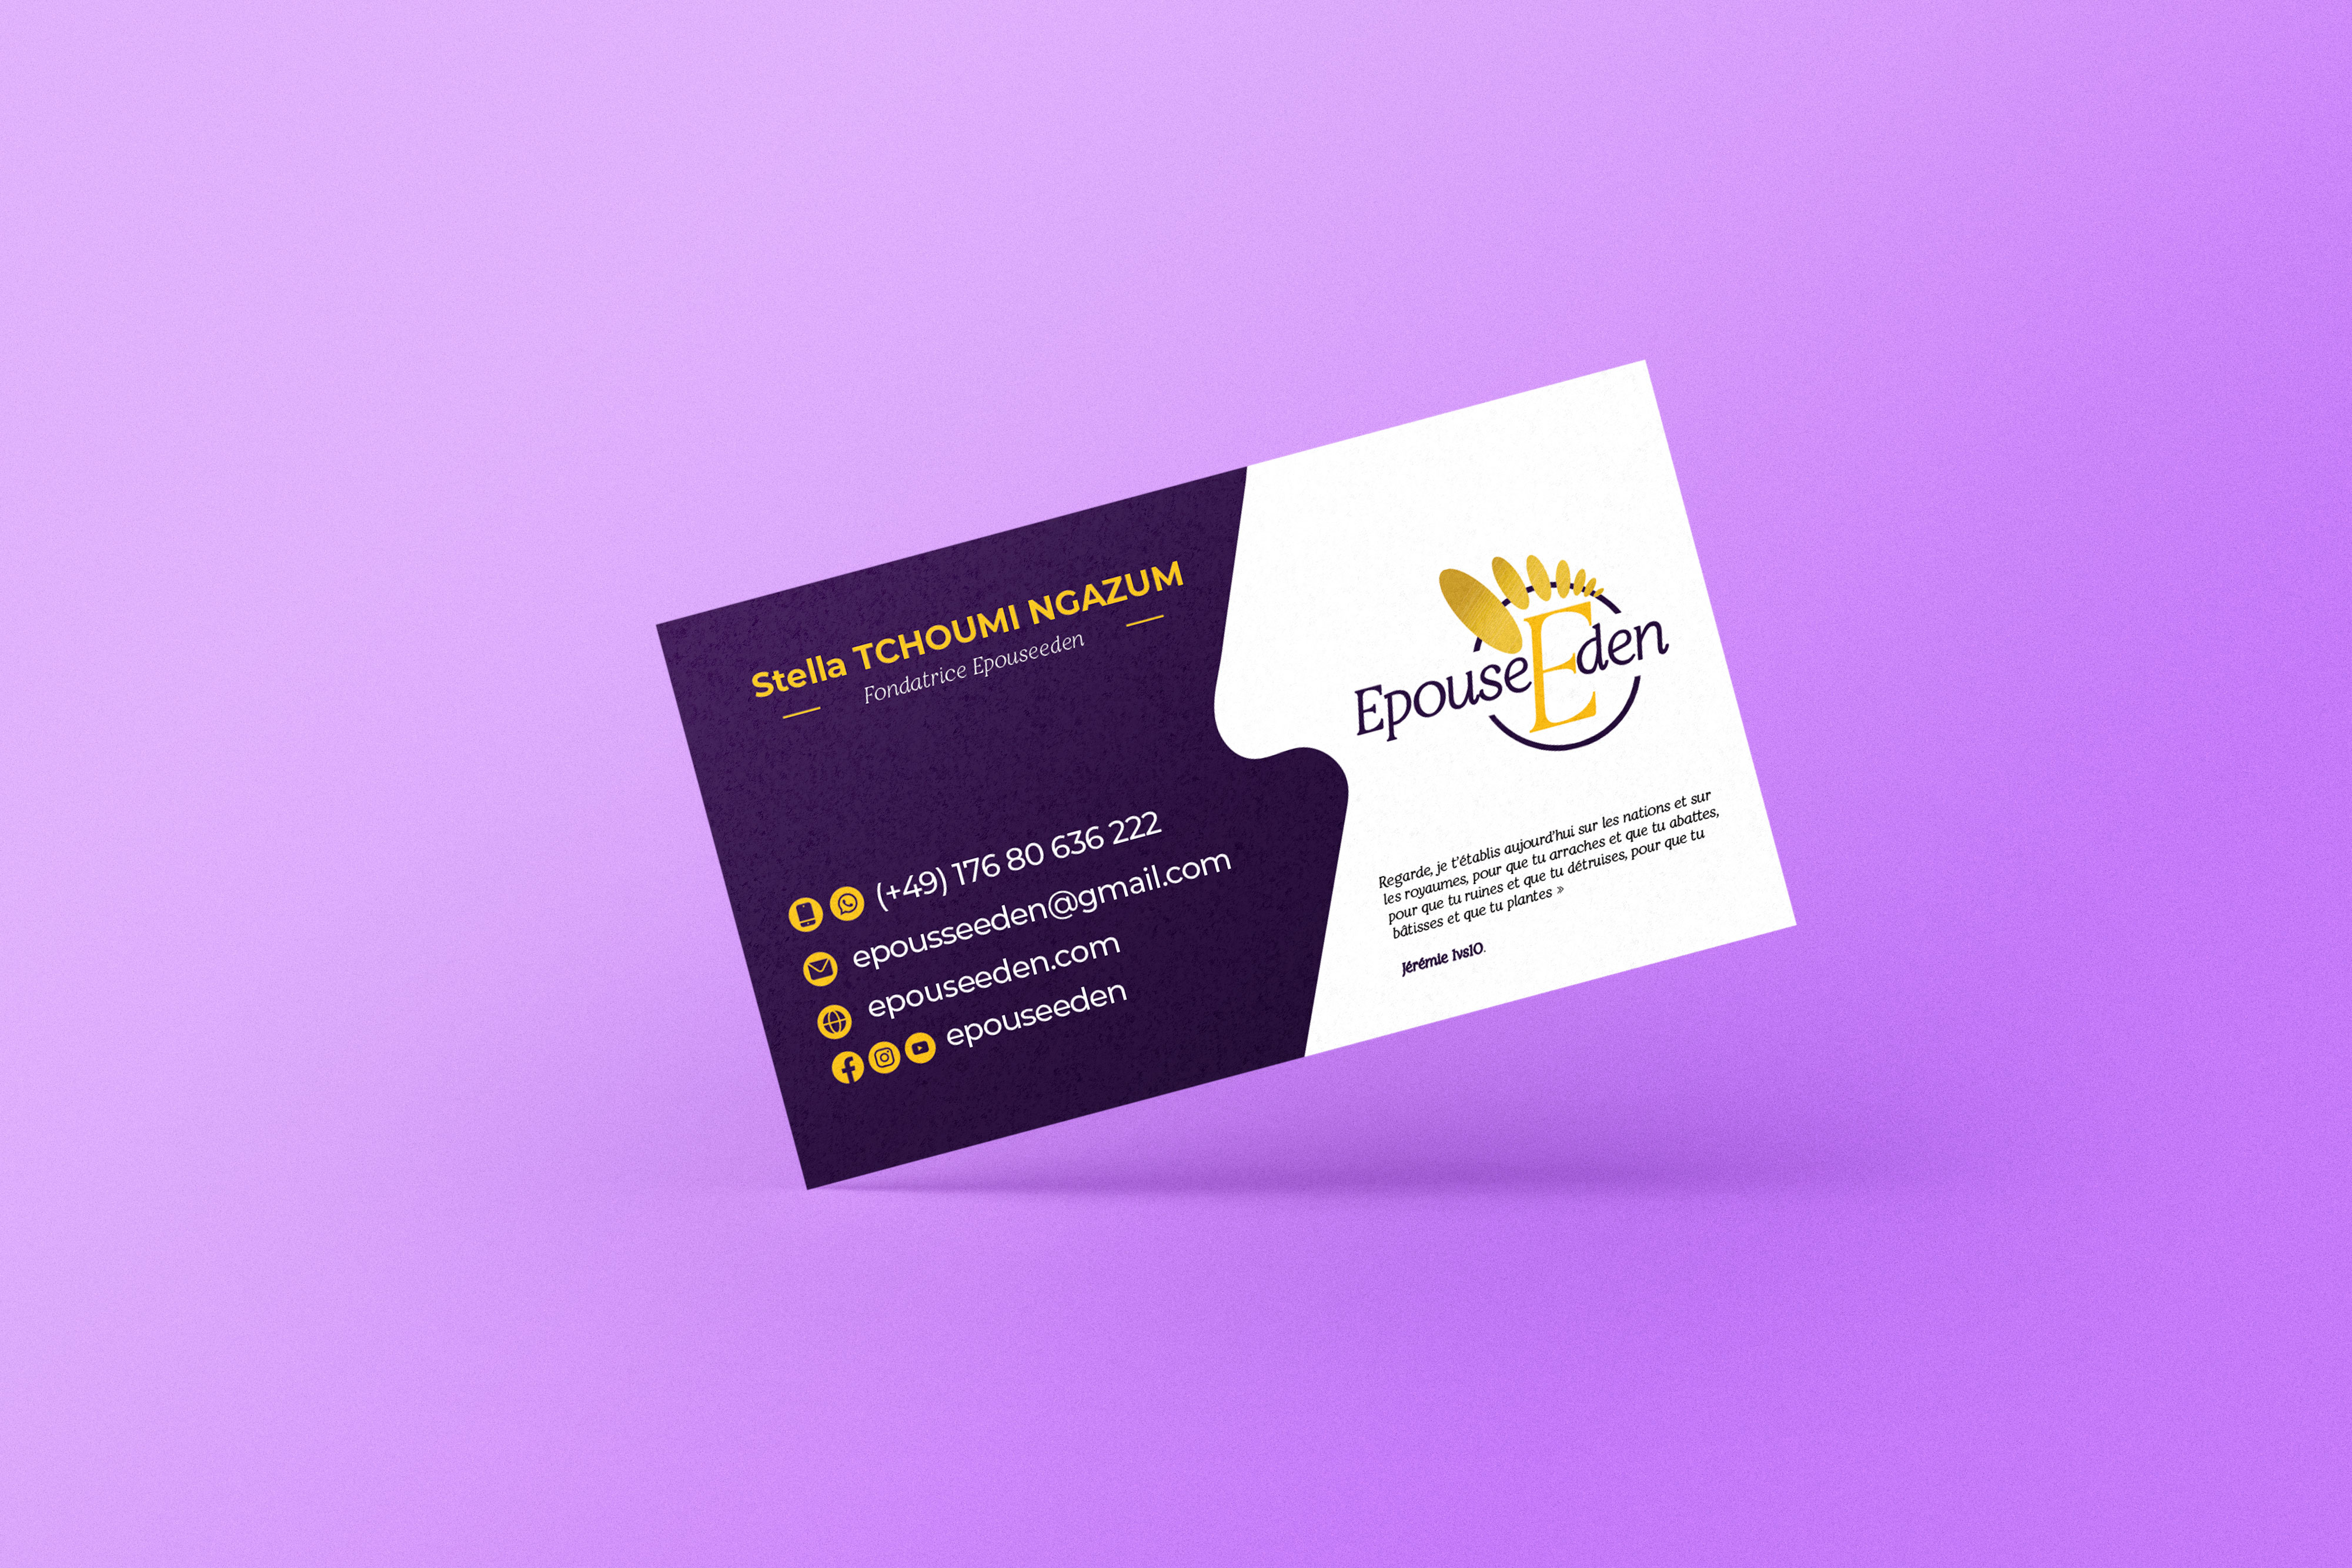 Stella TCHOUMI NGAZUM
Fondatrice Epouseeden
(+49) 176 80 636 222
epousseeden@gmail.com
epouseeden.com
epouseeden
EpouseEden
Regarde, je t'établis aujourd'hui sur les nations et sur
les royaumes, pour que tu arraches et que tu abattes,
pour que tu ruines et que tu détruises, pour que tu
bâtisses et que tu plantes »
Jérémie 1vs10.